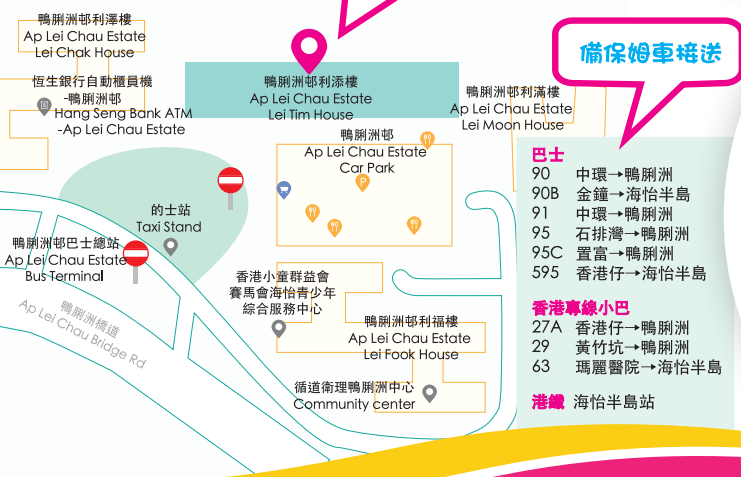 鴨脷洲邨利澤樓
Ap Lei Chau Estate
Lei Chak House
恆生銀行自動櫃員機
-鴨脷洲邨
Hang Seng Bank ATM
-Ap Lei Chau Estate
鴨脷洲邨利添樓
Ap Lei Chau Estate
Lei Tim House
鴨脷洲邨利滿樓
Ap Lei Chau Estate
Lei Moon House
鴨脷洲邨
Ap Lei Chau Estate
Car Park
P
的士站
Taxi Stand
鴨脷洲邨巴士總站
Ap Lei Chau Estate
Bus Terminal
鴨脷洲橋道
Ap Lei Chau Bridge Rd
香港小童群益會
賽馬會海怡青少年
綜合服務中心
鴨脷洲邨利福樓
Ap Lei Chau Estate
Lei Fook House
循道衛理鴨脷洲中心
Community center
備保姆車接送
巴士
90 中環→鴨脷洲
90B 金鐘→海怡半島
91 中環→鴨脷洲
95 石排灣→鴨脷洲
95C 置富→鴨脷洲
595 香港仔→海怡半島
香港專線小巴
27A 香港仔→鴨脷洲
29 黃竹坑→鴨脷洲
63 瑪麗醫院→海怡半島
港鐵 海怡半島站